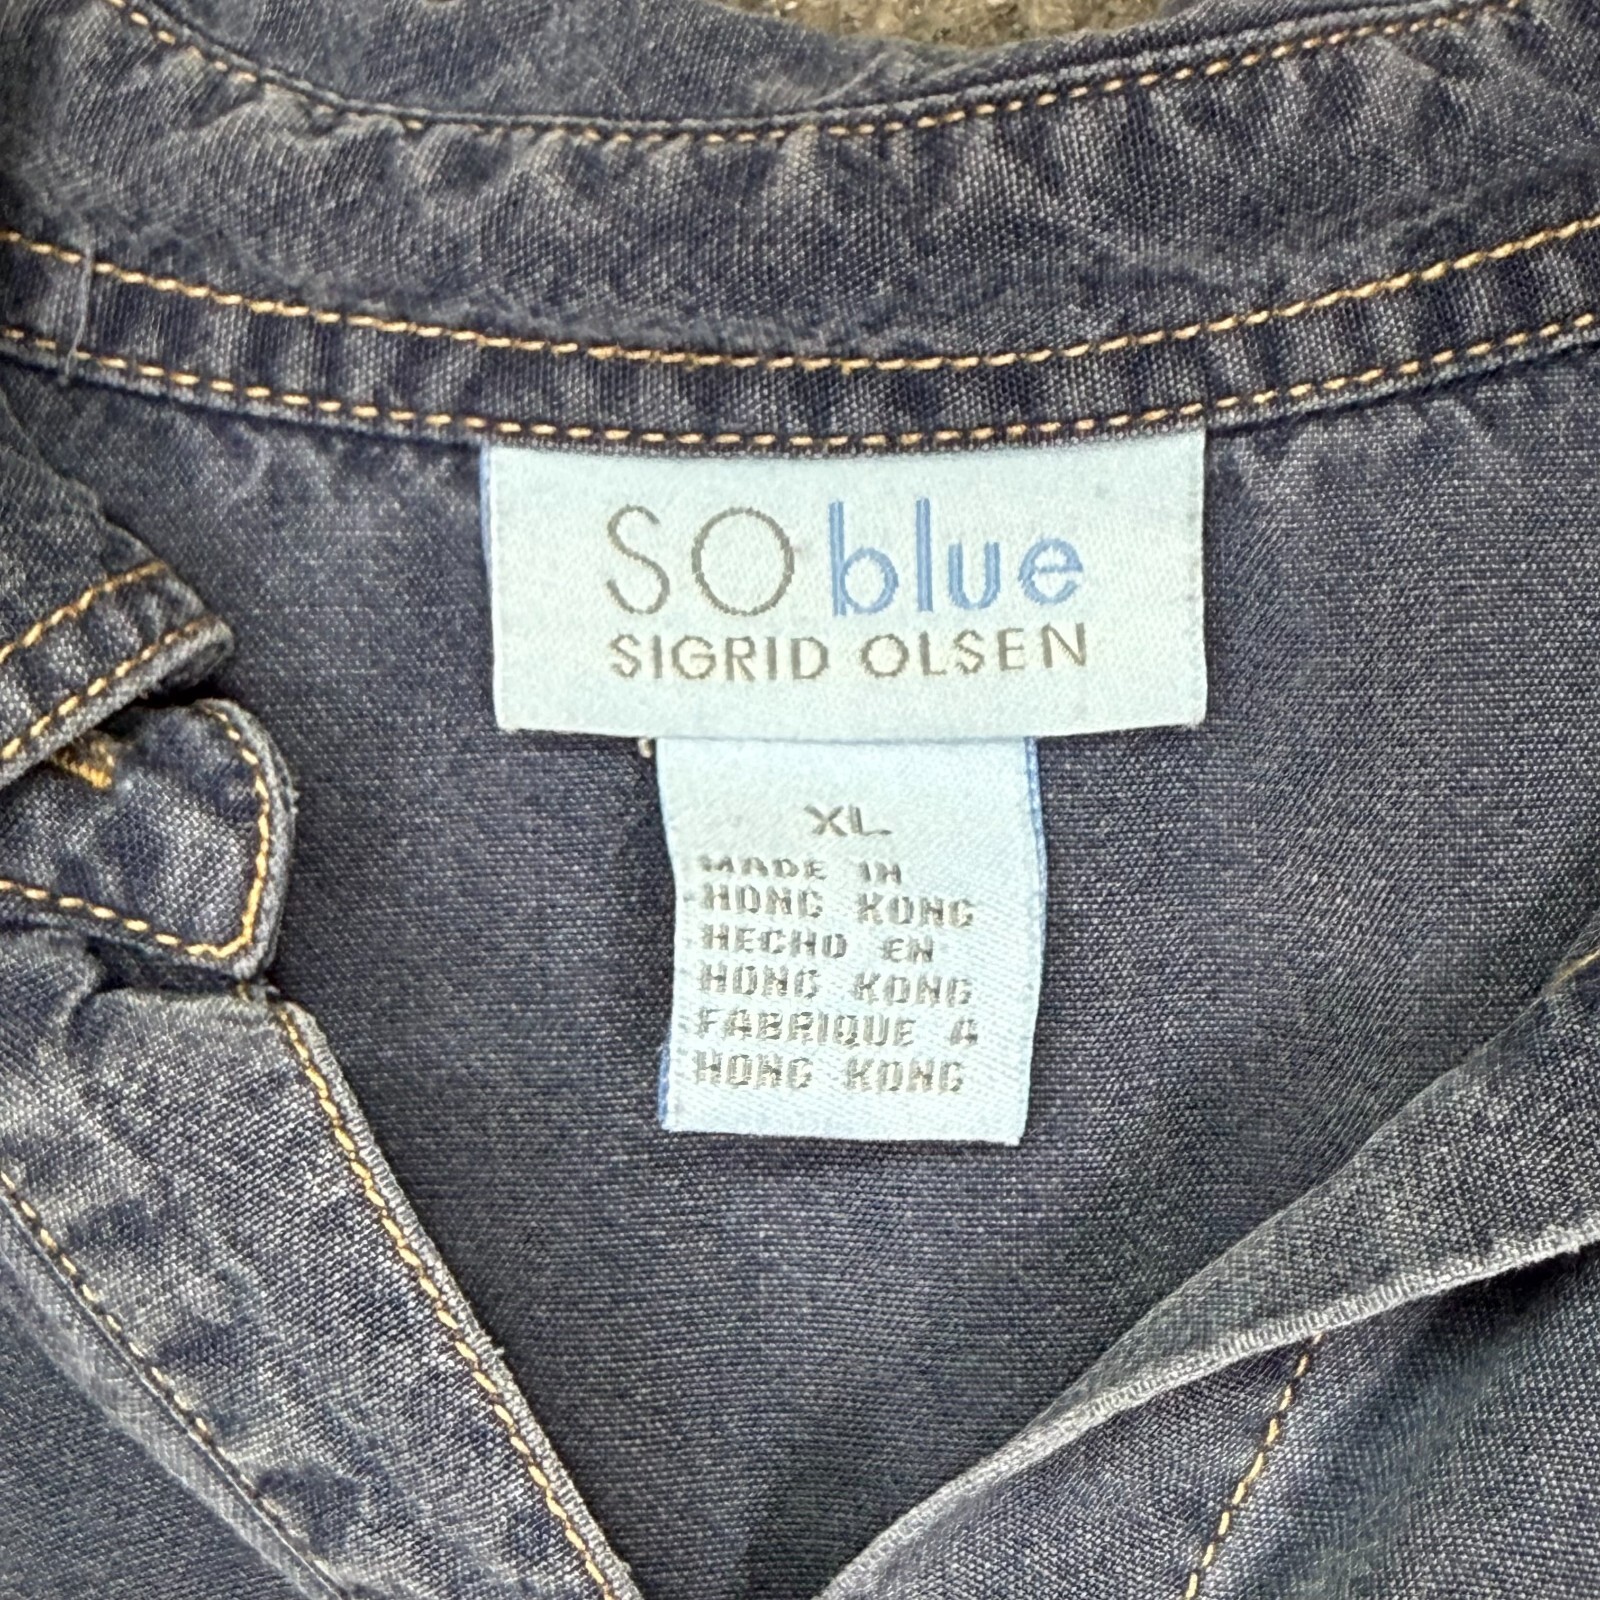 SO blue
SIGRID OLSEN
XL
MADE IN
HONG KONG
HECHO EN
HONG KONG
FABRIQUE A
HONG KONG